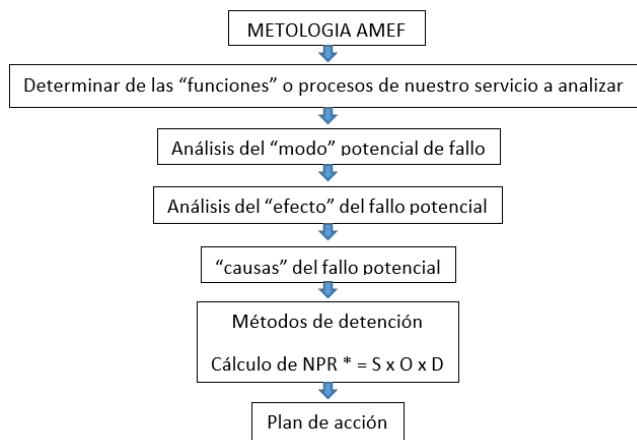 METOLOGIA AMEF
Determinar de las “funciones” o procesos de nuestro servicio a analizar
Análisis del “modo” potencial de fallo
Análisis del “efecto” del fallo potencial
“causas” del fallo potencial
Métodos de detención
Cálculo de NPR * = S x O x D
Plan de acción